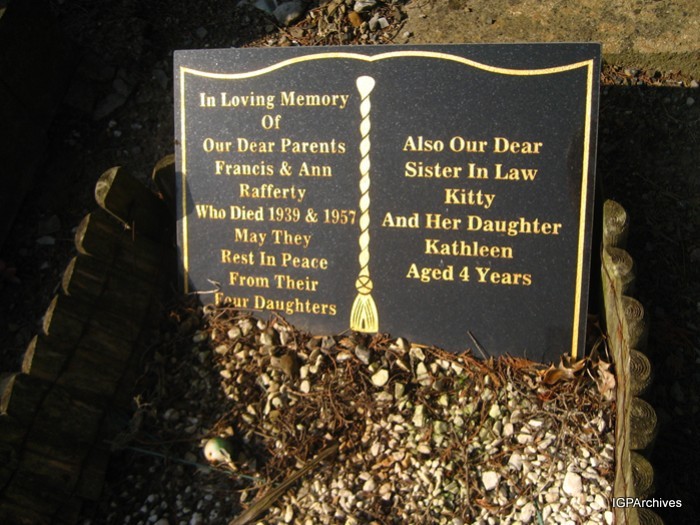 In Loving Memory
Of
Our Dear Parents
Francis & Ann
Rafferty
Who Died 1939 & 1957
May They
Rest In Peace
From Their
Four Daughters
Also Our Dear
Sister In Law
Kitty
And Her Daughter
Kathleen
Aged 4 Years
IGPArchives